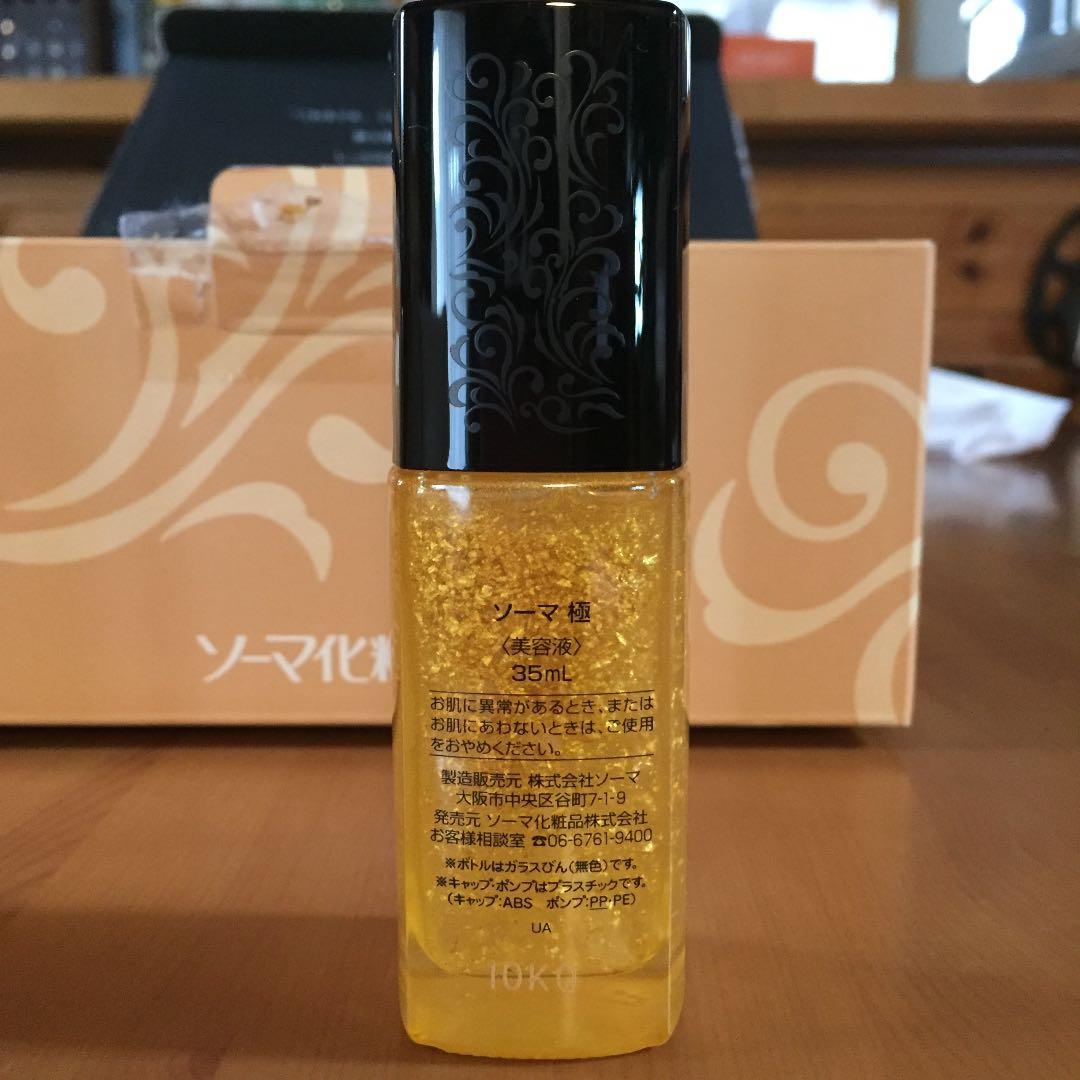 ソーマ化粧
ソーマ 極
〈美容液〉
35mL
お肌に異常があるとき、または
お肌にあわないときは、ご使用
をおやめください。
製造販売元 株式会社ソーマ
大阪市中央区谷町7-1-9
発売元 ソーマ化粧品株式会社
お客様相談室 ☎06-6761-9400
※ボトルはガラスびん(無色)です。
※キャップ・ポンプはプラスチックです。
(キャップ:ABS ポンプ:PP・PE)
UA